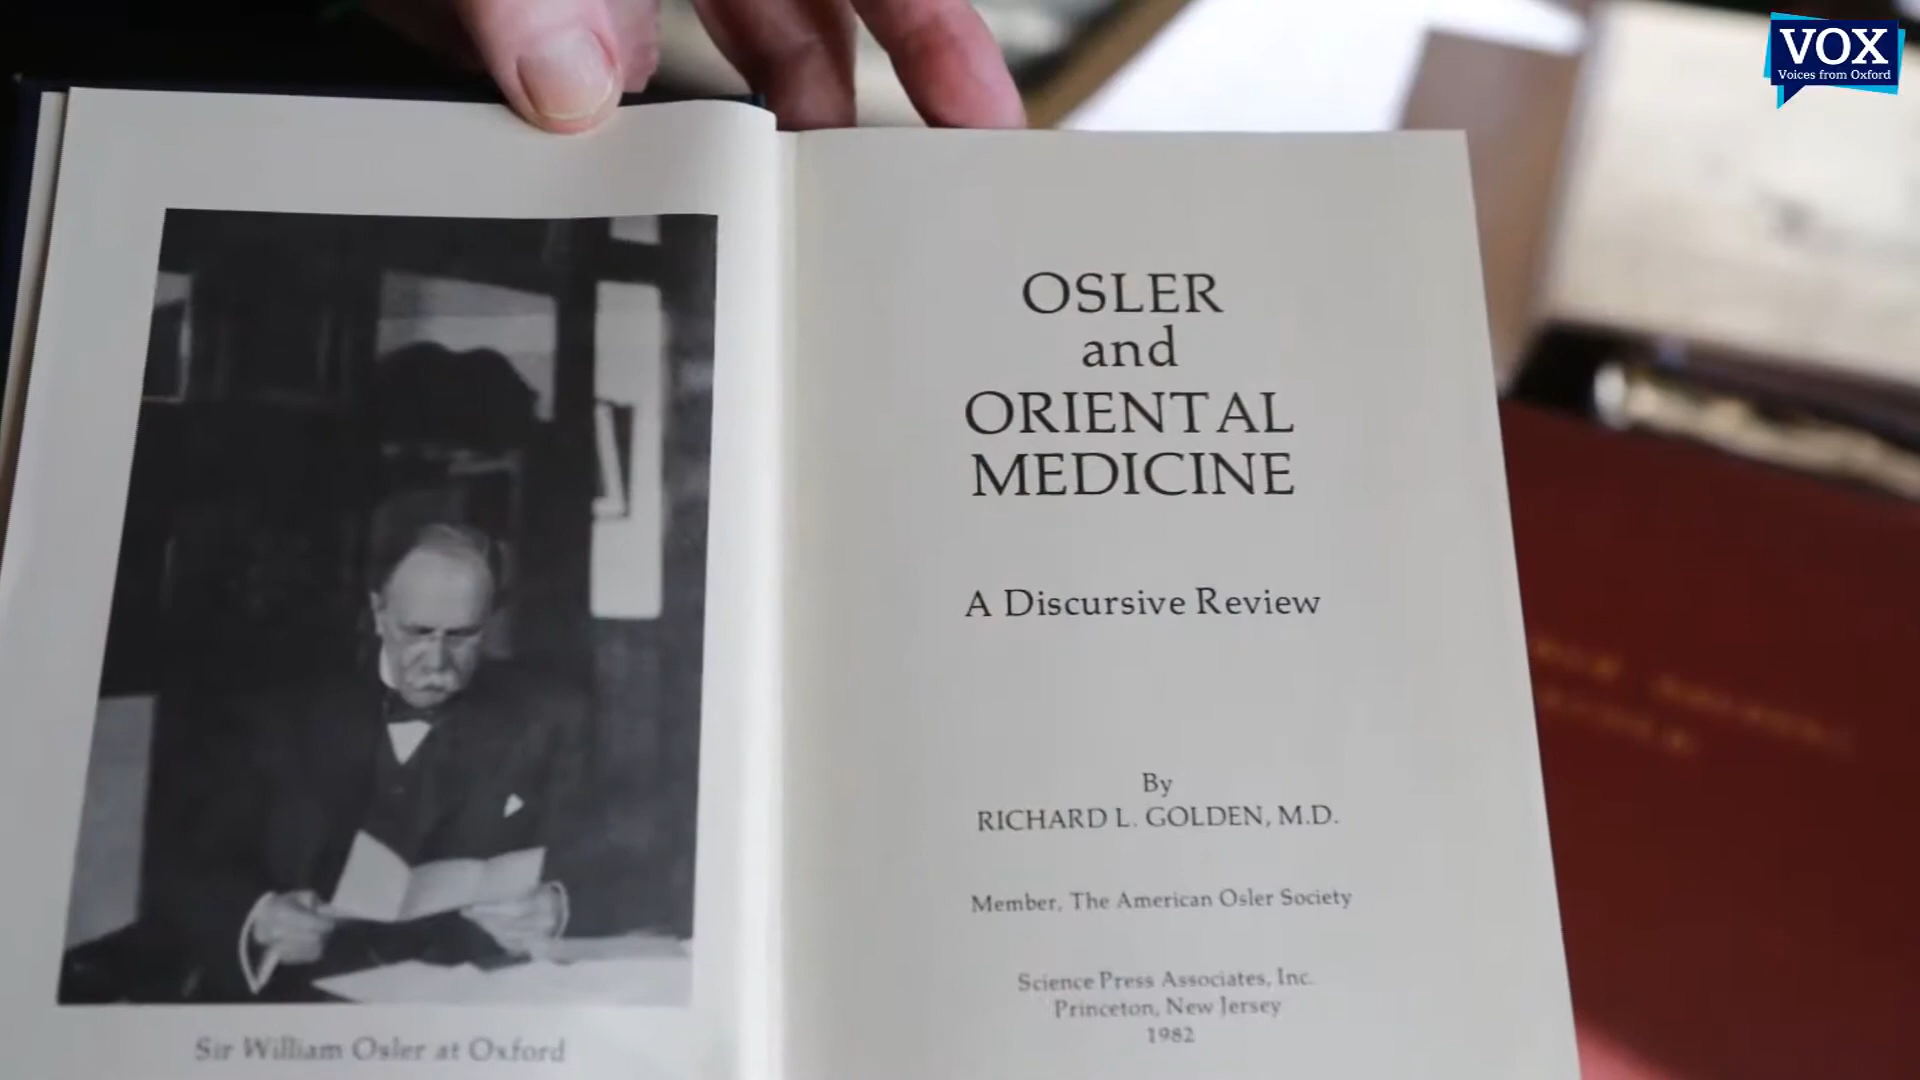 VOX
Voices from Oxford
Sir William Osler at Oxford
OSLER
and
ORIENTAL
MEDICINE
A Discursive Review
By
RICHARD L. GOLDEN, M.D.
Member, The American Osler Society
Science Press Associates, Inc.
Princeton, New Jersey
1982